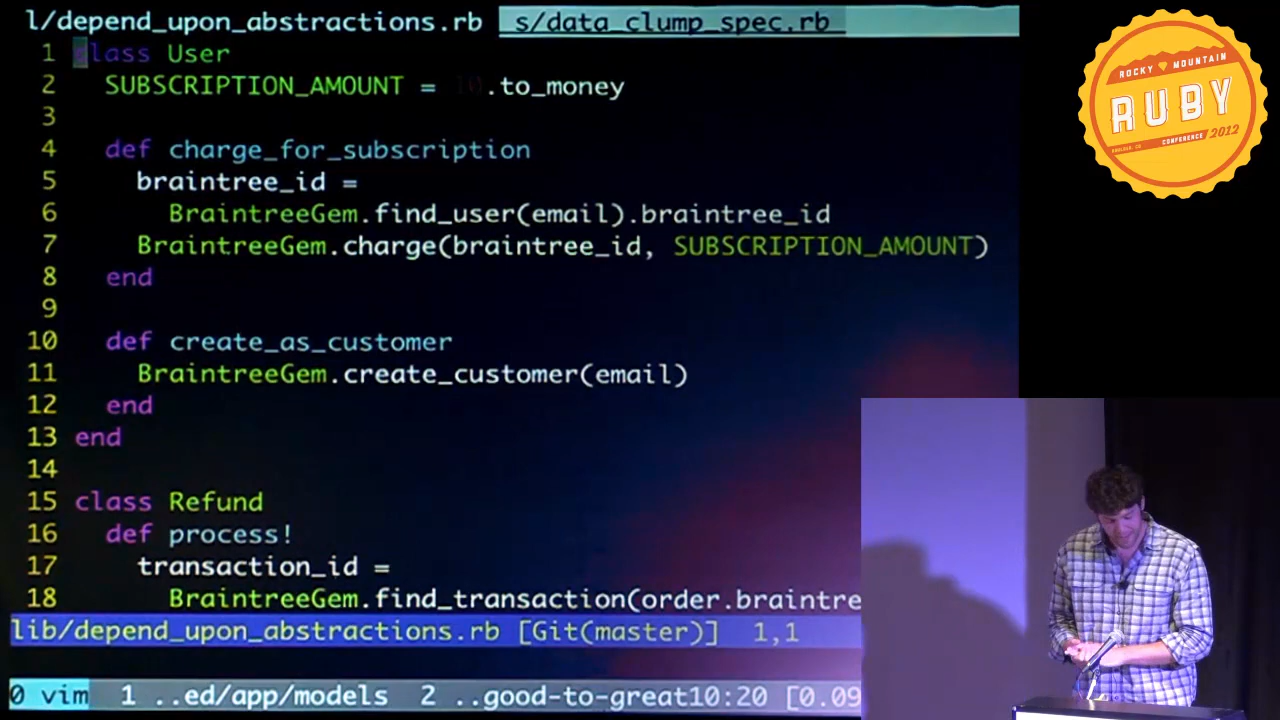 l/depend_upon_abstractions.rb s/data_clump_spec.rb
1 class User
2 SUBSCRIPTION_AMOUNT = 10.to_money
3
4 def charge_for_subscription
5 braintree_id =
6 BraintreeGem.find_user(email).braintree_id
7 BraintreeGem.charge(braintree_id, SUBSCRIPTION_AMOUNT)
8 end
9
10 def create_as_customer
11 BraintreeGem.create_customer(email)
12 end
13 end
14
15 class Refund
16 def process!
17 transaction_id =
18 BraintreeGem.find_transaction(order.braintre
lib/depend_upon_abstractions.rb [Git(master)] 1,1
0 vim 1 ..ed/app/models 2 ..good-to-great10:20 [0.09
ROCKY MOUNTAIN
RUBY
CONFERENCE 2012
BOULDER, CO